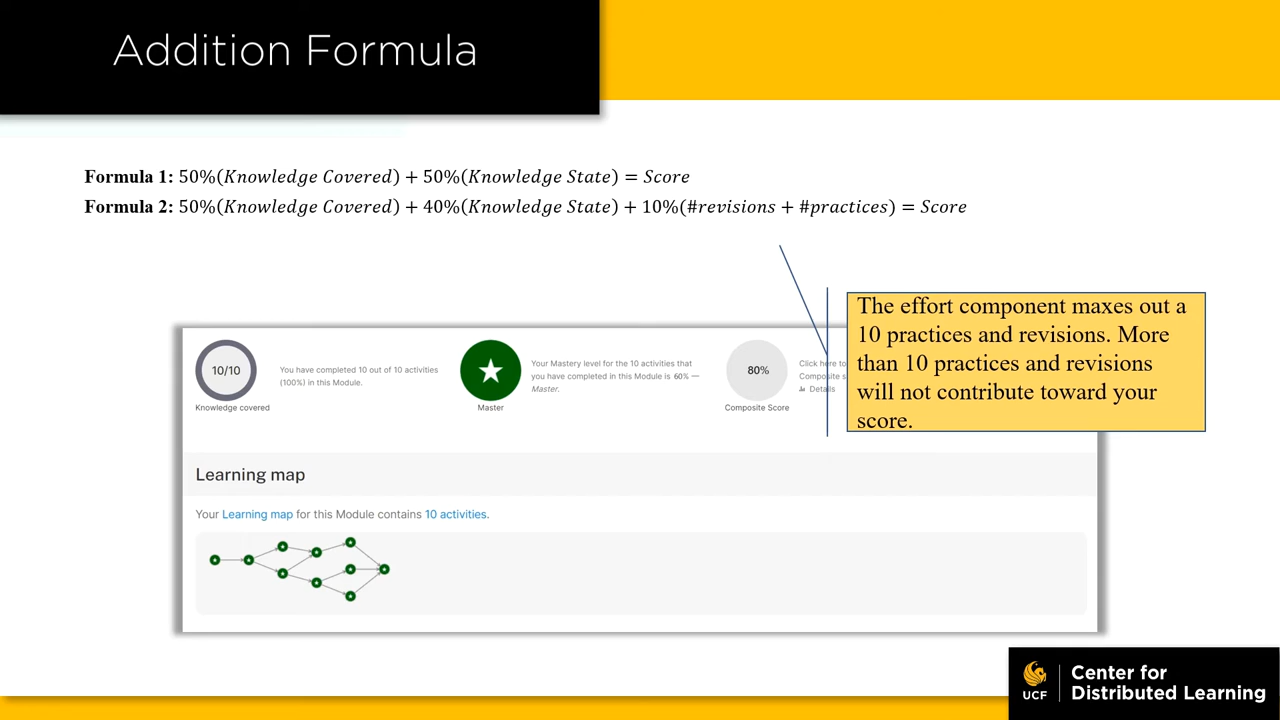 Addition Formula
Formula 1: 50%(Knowledge Covered) + 50%(Knowledge State) = Score
Formula 2: 50%(Knowledge Covered) + 40%(Knowledge State) + 10%(#revisions + #practices) = Score
The effort component maxes out a
10 practices and revisions. More
than 10 practices and revisions
will not contribute toward your
score.
10/10
Knowledge covered
You have completed 10 out of 10 activities
(100%) in this Module.
Master
Your Mastery level for the 10 activities that
you have completed in this Module is 60% —
Master.
80%
Composite Score
Click here to
Composite s
Details
Learning map
Your Learning map for this Module contains 10 activities.
UCF
Center for
Distributed Learning